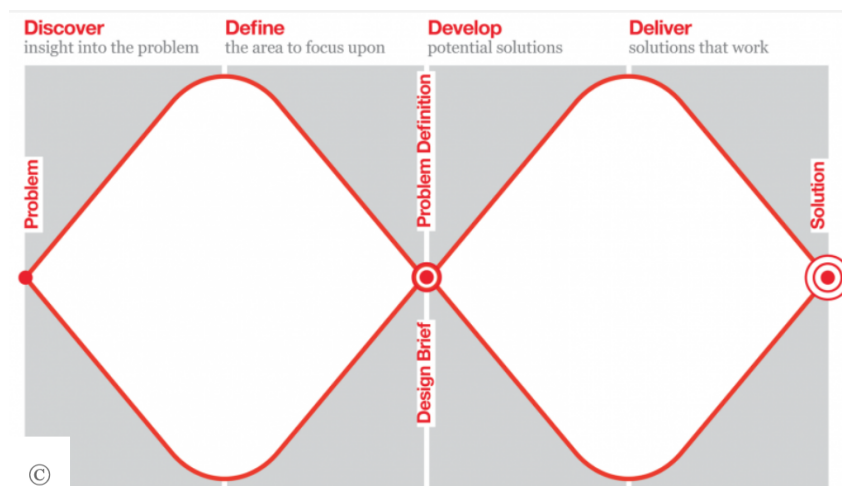 Discover
insight into the problem
Define
the area to focus upon
Develop
potential solutions
Deliver
solutions that work
Problem
Problem Definition
Design Brief
Solution
©